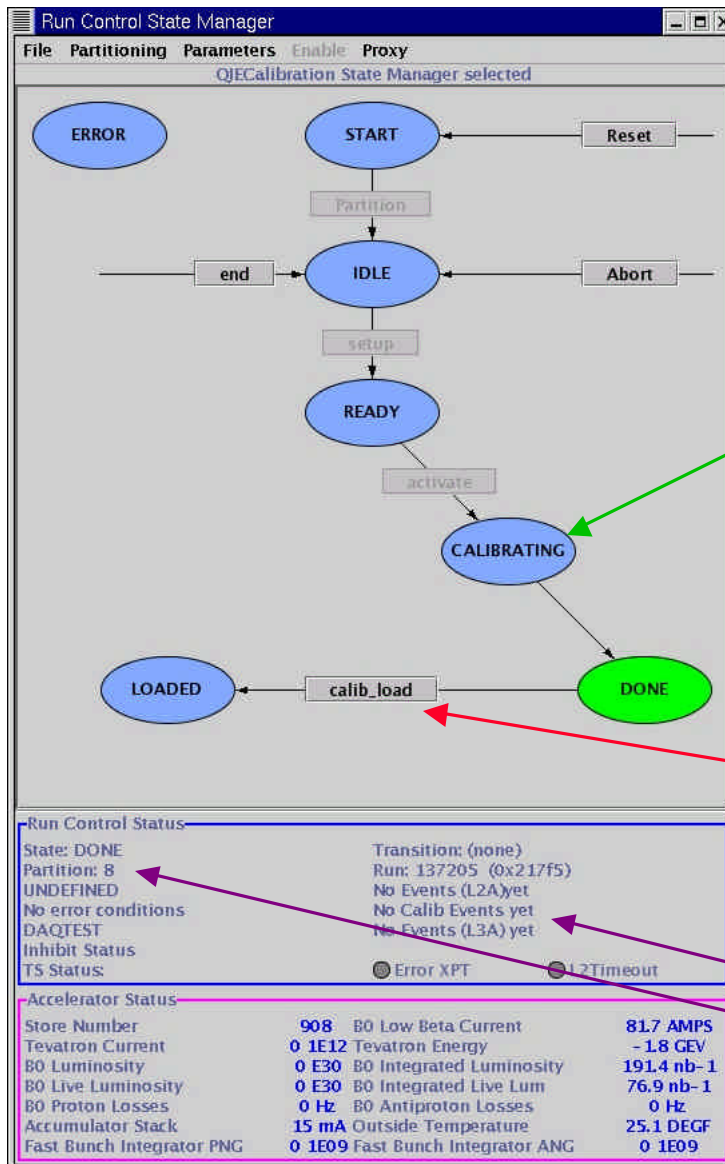 Run Control State Manager
File Partitioning Parameters Enable Proxy
QIECalibration State Manager selected
ERROR
START
Reset
Partition
end
IDLE
Abort
setup
READY
activate
CALIBRATING
LOADED
calib_load
DONE
Run Control Status
State: DONE Transition: (none)
Partition: 8 Run: 137205 (0x217f5)
UNDEFINED No Events (L2A)yet
No error conditions No Calib Events yet
DAQTEST No Events (L3A) yet
Inhibit Status
TS Status: Error XPT L2Timeout
Accelerator Status
Store Number 908 B0 Low Beta Current 81.7 AMPS
Tevatron Current 0 1E12 Tevatron Energy -1.8 GEV
B0 Luminosity 0 E30 B0 Integrated Luminosity 191.4 nb-1
B0 Live Luminosity 0 E30 B0 Integrated Live Lum 76.9 nb-1
B0 Proton Losses 0 Hz B0 Antiproton Losses 0 Hz
Accumulator Stack 15 mA Outside Temperature 25.1 DEGF
Fast Bunch Integrator PNG 0 1E09 Fast Bunch Integrator ANG 0 1E09